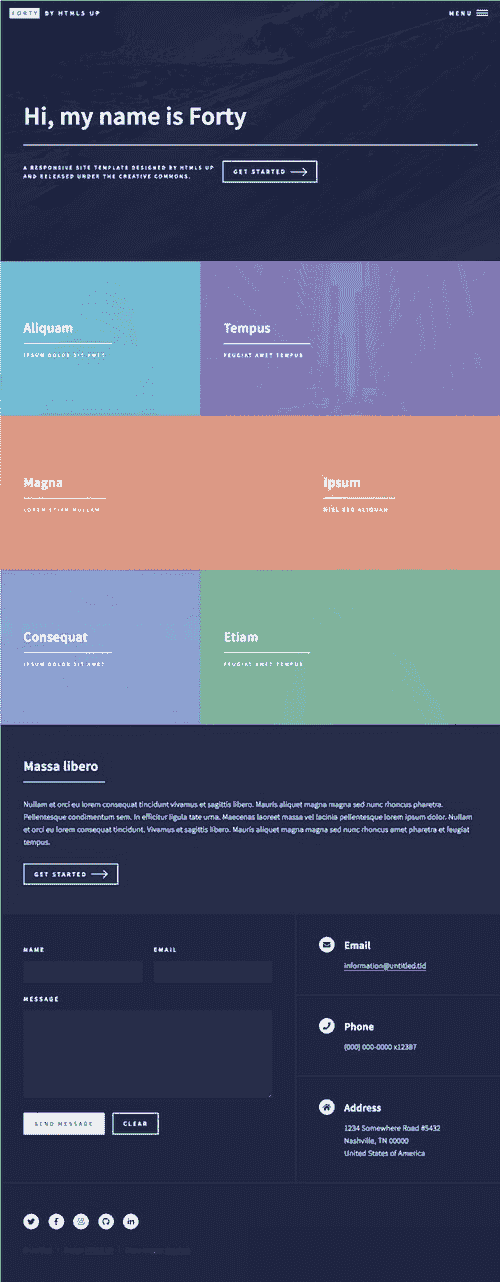 FORTY BY HTML5 UP
MENU
Hi, my name is Forty
A RESPONSIVE SITE TEMPLATE DESIGNED BY HTML5 UP
AND RELEASED UNDER THE CREATIVE COMMONS.
GET STARTED
Aliquam
IPSUM DOLOR SIT AMET
Tempus
FEUGIAT AMET TEMPUS
Magna
LOREM ETIAM NULLAM
Ipsum
NISL SED ALIQUAM
Consequat
IPSUM DOLOR SIT AMET
Etiam
FEUGIAT AMET TEMPUS
Massa libero
Nullam et orci eu lorem consequat tincidunt vivamus et sagittis libero. Mauris aliquet magna magna sed nunc rhoncus pharetra.
Pellentesque condimentum sem. In efficitur ligula tate urna. Maecenas laoreet massa vel lacinia pellentesque lorem ipsum dolor. Nullam
et orci eu lorem consequat tincidunt. Vivamus et sagittis libero. Mauris aliquet magna magna sed nunc rhoncus amet pharetra et feugiat
tempus.
GET STARTED
NAME
EMAIL
MESSAGE
SEND MESSAGE
CLEAR
Email
information@untitled.tld
Phone
(000) 000-0000 x12387
Address
1234 Somewhere Road #5432
Nashville, TN 00000
United States of America